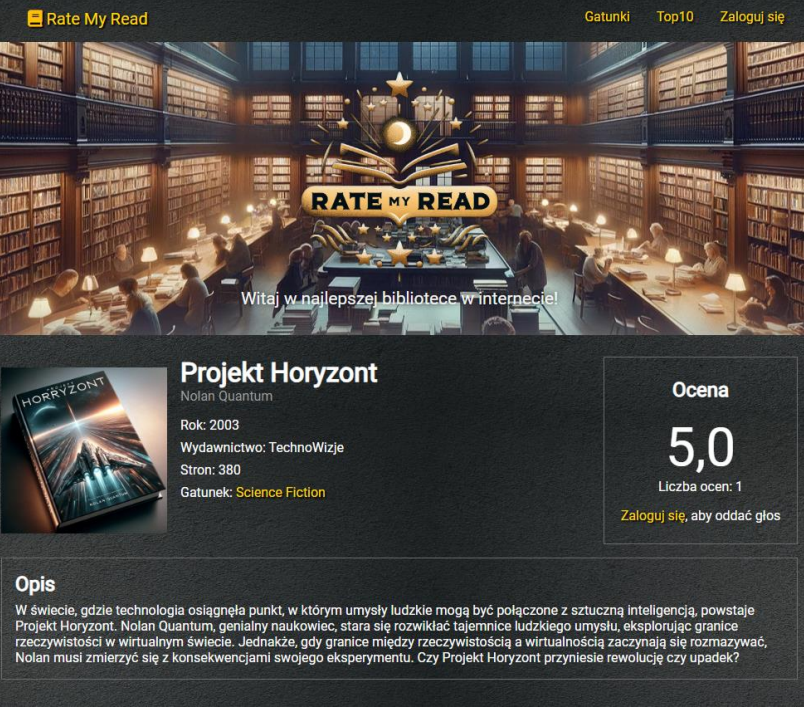 Rate My Read
Gatunki Top10 Zaloguj się
RATE MY READ
Witaj w najlepszej bibliotece w internecie!
PROJECT
HORRYZONT
NOLAN QUANTUM
Projekt Horyzont
Nolan Quantum
Rok: 2003
Wydawnictwo: TechnoWizje
Stron: 380
Gatunek: Science Fiction
Ocena
5,0
Liczba ocen: 1
Zaloguj się, aby oddać głos
Opis
W świecie, gdzie technologia osiągnęła punkt, w którym umysły ludzkie mogą być połączone z sztuczną inteligencją, powstaje
Projekt Horyzont. Nolan Quantum, genialny naukowiec, stara się rozwikłać tajemnice ludzkiego umysłu, eksplorując granice
rzeczywistości w wirtualnym świecie. Jednakże, gdy granice między rzeczywistością a wirtualnością zaczynają się rozmazywać,
Nolan musi zmierzyć się z konsekwencjami swojego eksperymentu. Czy Projekt Horyzont przyniesie rewolucję czy upadek?